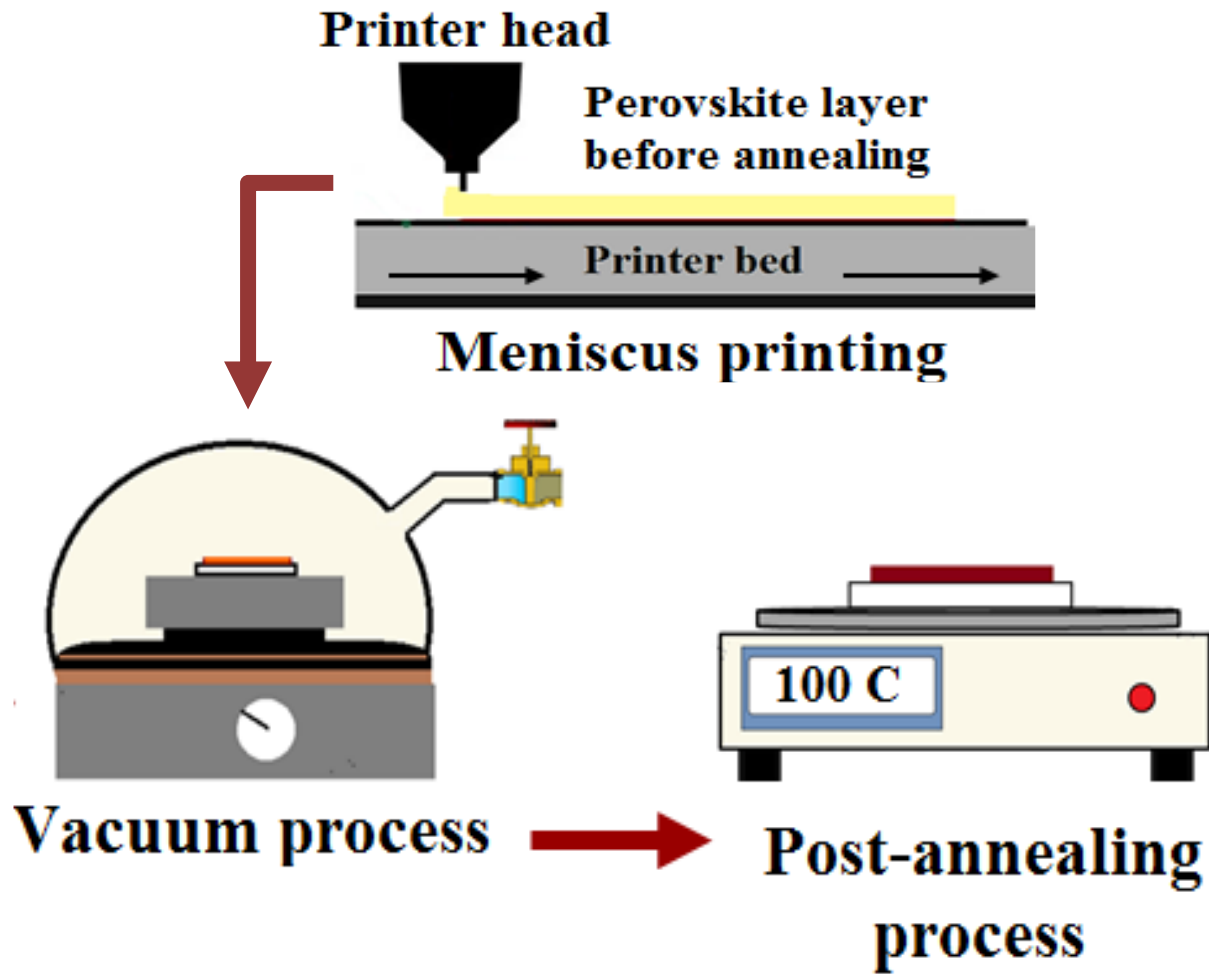 Printer head
Perovskite layer
before annealing
Printer bed
Meniscus printing
100 C
Vacuum process
Post-annealing
process